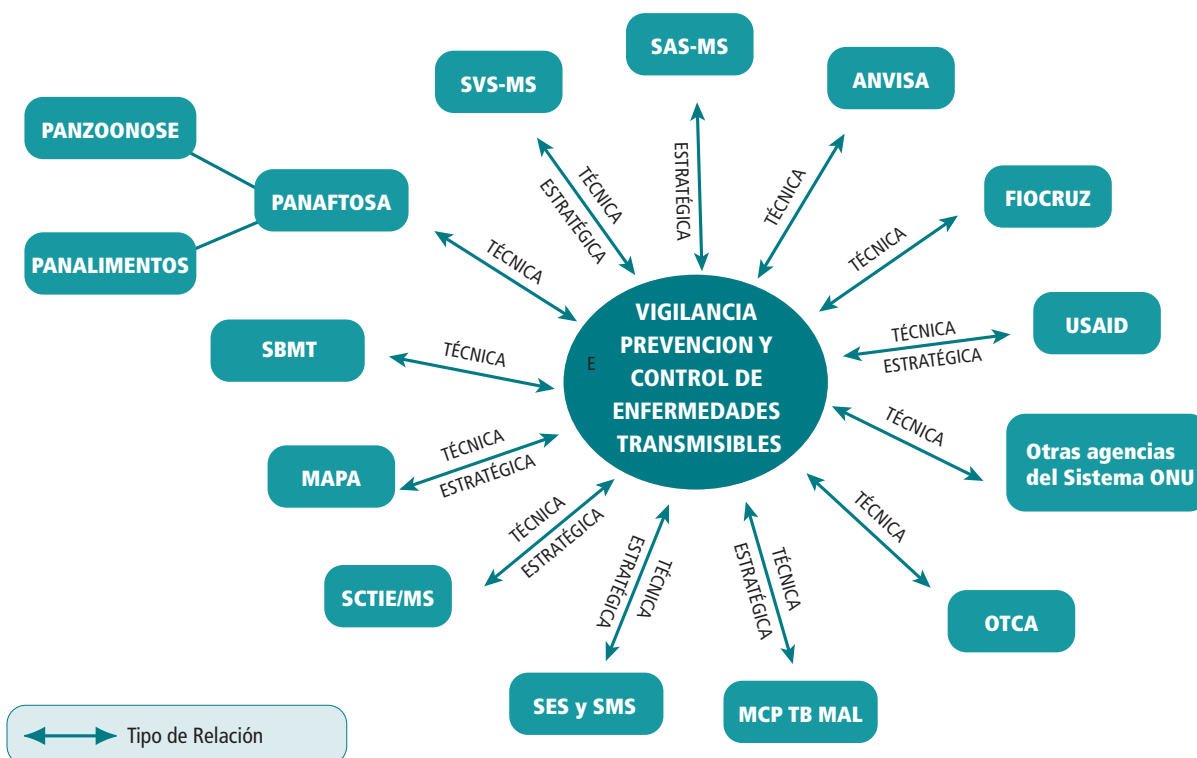 SAS-MS
SVS-MS
ANVISA
PANZOONOSE
PANAFTOSA
PANALIMENTOS
FIOCRUZ
USAID
SBMT
MAPA
Otras agencias
del Sistema ONU
SCTIE/MS
OTCA
SES y SMS
MCP TB MAL
TÉCNICA
ESTRATÉGICA
ESTRATÉGICA
TÉCNICA
TÉCNICA
TÉCNICA
TÉCNICA
ESTRATÉGICA
TÉCNICA
TÉCNICA
TÉCNICA
ESTRATÉGICA
TÉCNICA
ESTRATÉGICA
TÉCNICA
ESTRATÉGICA
TÉCNICA
ESTRATÉGICA
TÉCNICA
VIGILANCIA
PREVENCION Y
E
CONTROL DE
ENFERMEDADES
TRANSMISIBLES
Tipo de Relación